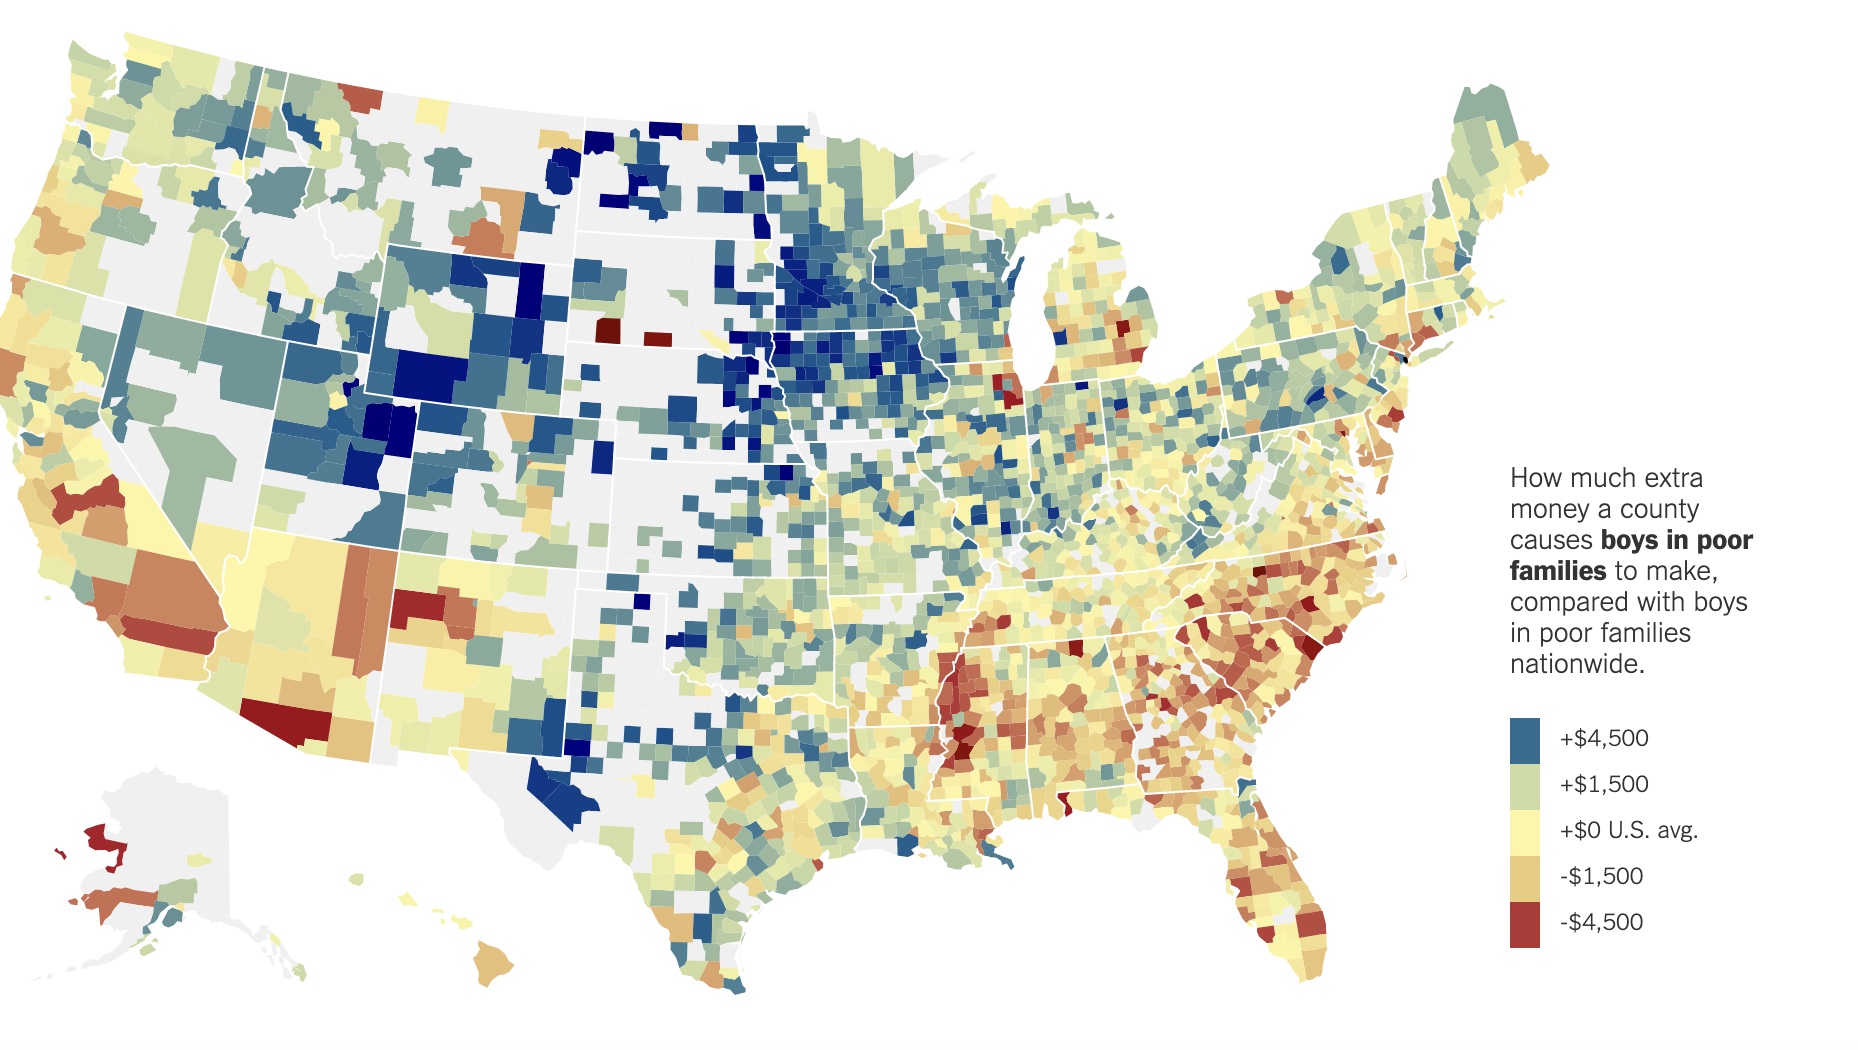 How much extra
money a county
causes boys in poor
families to make,
compared with boys
in poor families
nationwide.
+$4,500
+$1,500
+$0 U.S. avg.
-$1,500
-$4,500